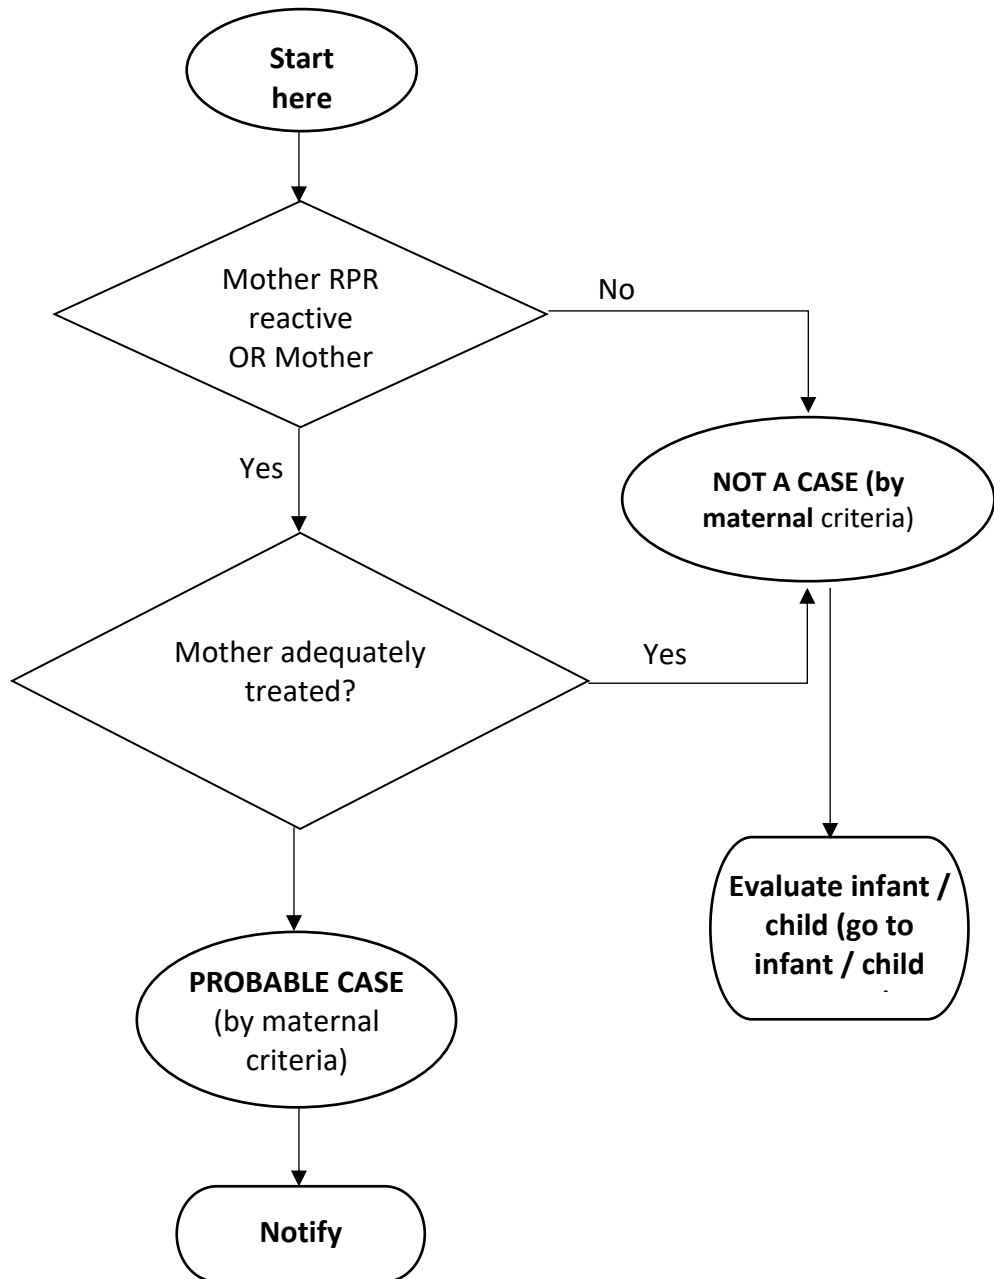 Start
here
Mother RPR
reactive
OR Mother
No
Yes
NOT A CASE (by
maternal criteria)
Mother adequately
treated?
Yes
Evaluate infant /
child (go to
infant / child
PROBABLE CASE
(by maternal
criteria)
Notify